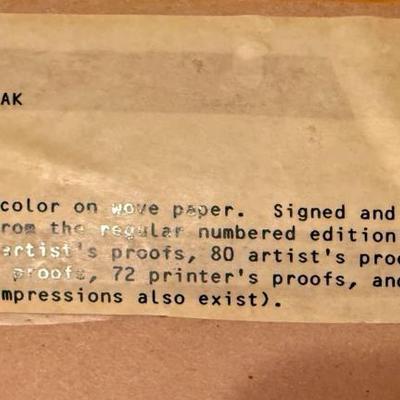 AK
color on wove paper. Signed and
rom the regular numbered edition
artist's proofs, 80 artist's proo
proofs, 72 printer's proofs, and
mpressions also exist).